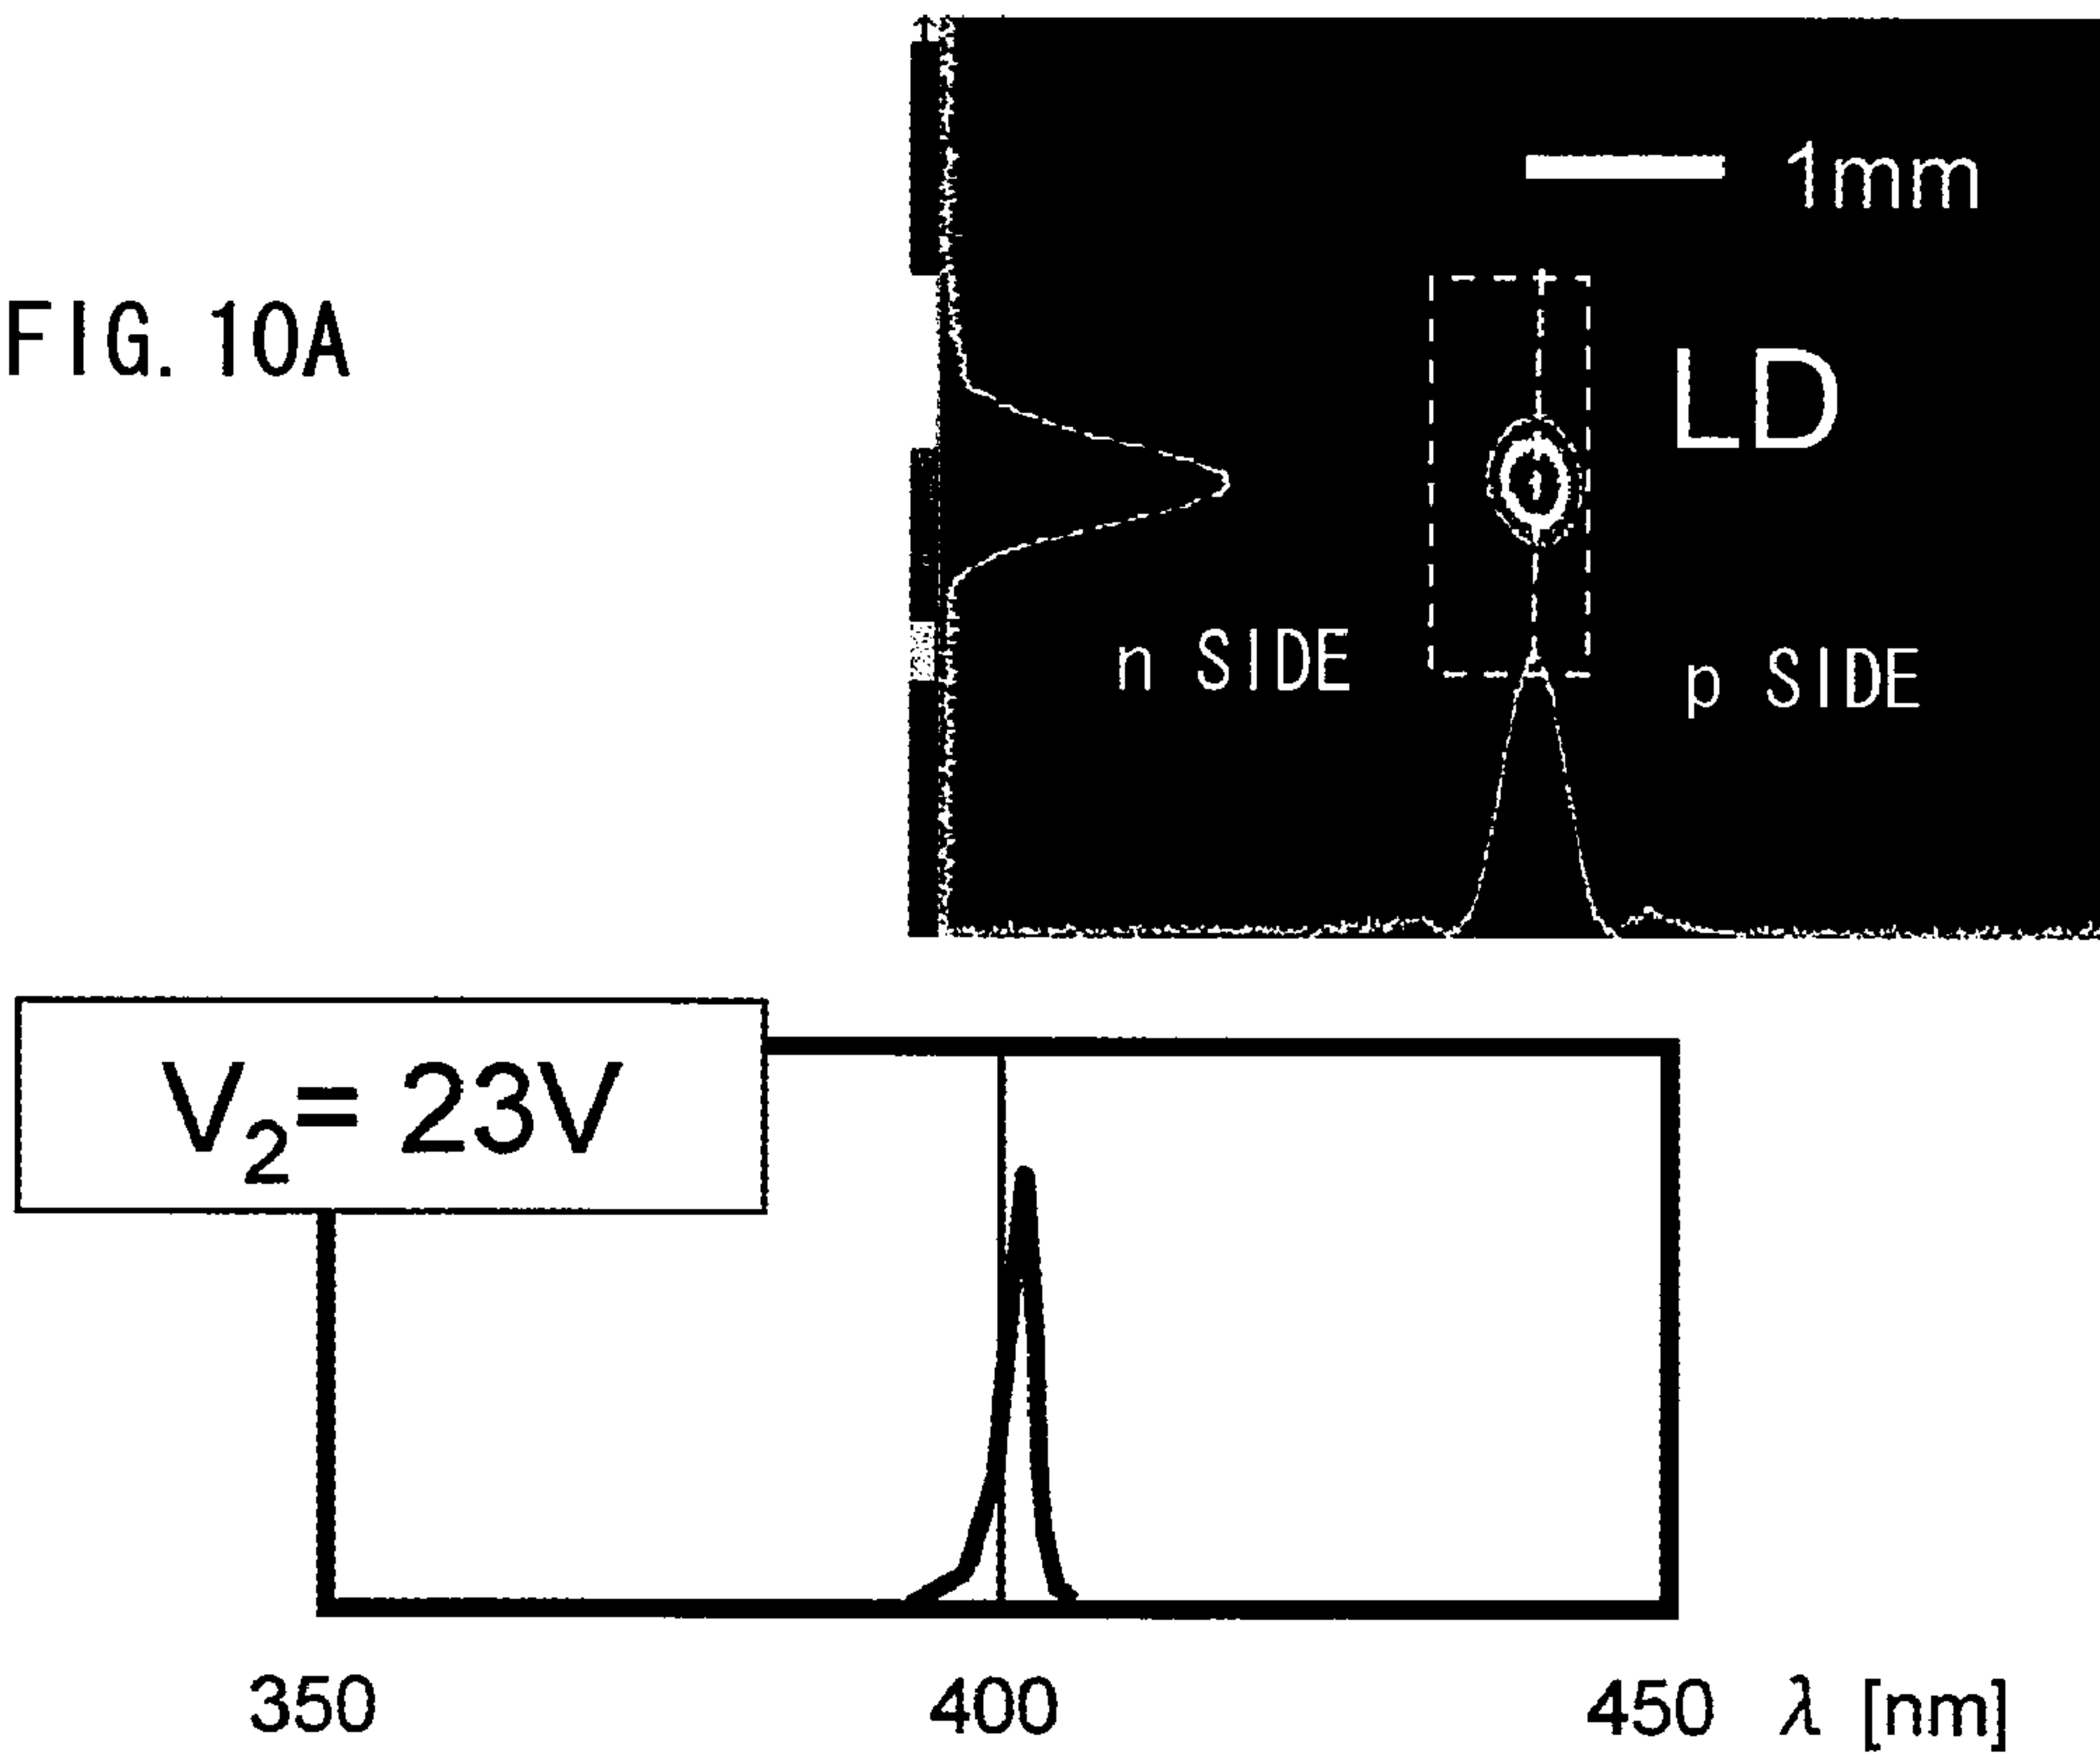 FIG. 10A
1mm
LD
n SIDE
p SIDE
V₂= 23V
350 400 450 λ [nm]